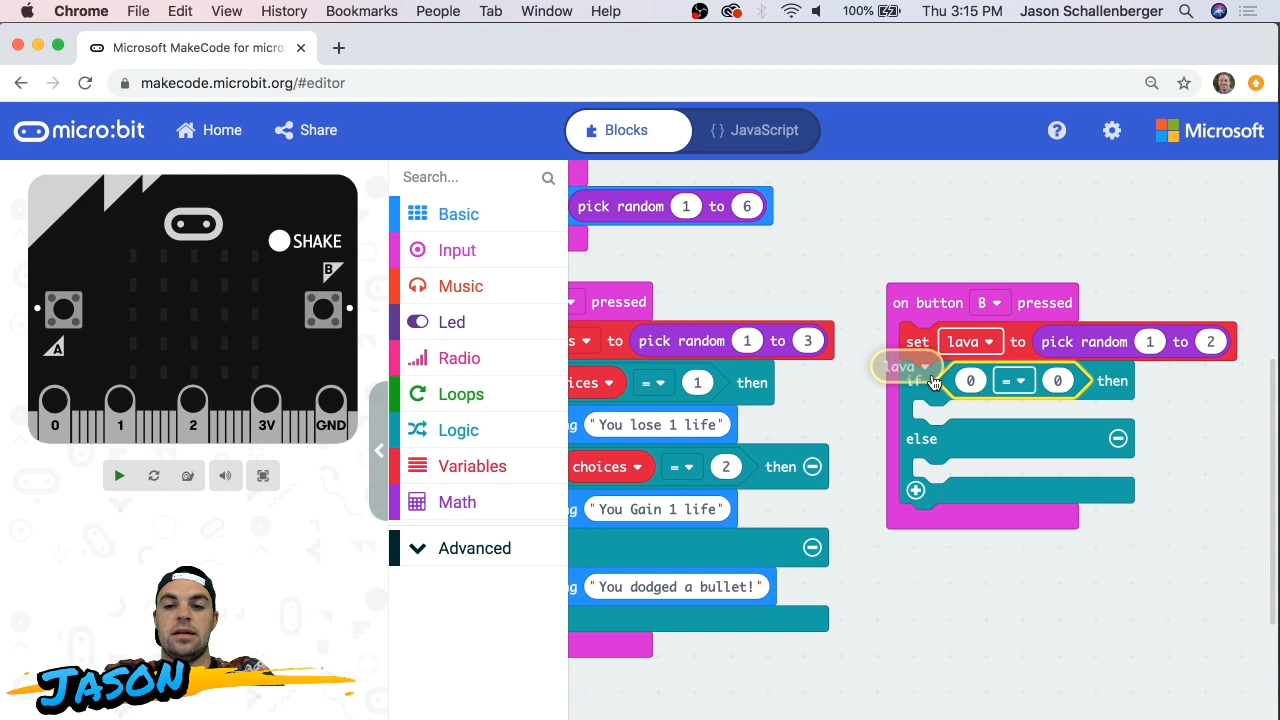 Chrome File Edit View History Bookmarks People Tab Window Help 100% Thu 3:15 PM Jason Schallenberger
Microsoft MakeCode for micro:
makecode.microbit.org/#editor
micro:bit Home Share Blocks {} JavaScript Microsoft
Search...
Basic
Input
Music
Led
Radio
Loops
Logic
Variables
Math
Advanced
SHAKE
B
A
0 1 2 3V GND
pick random 1 to 6
pressed
s to pick random 1 to 3
ices = 1 then
g "You lose 1 life"
choices = 2 then
g "You Gain 1 life"
g "You dodged a bullet!"
on button B pressed
set lava to pick random 1 to 2
lava
if 0 = 0 then
else
JASON